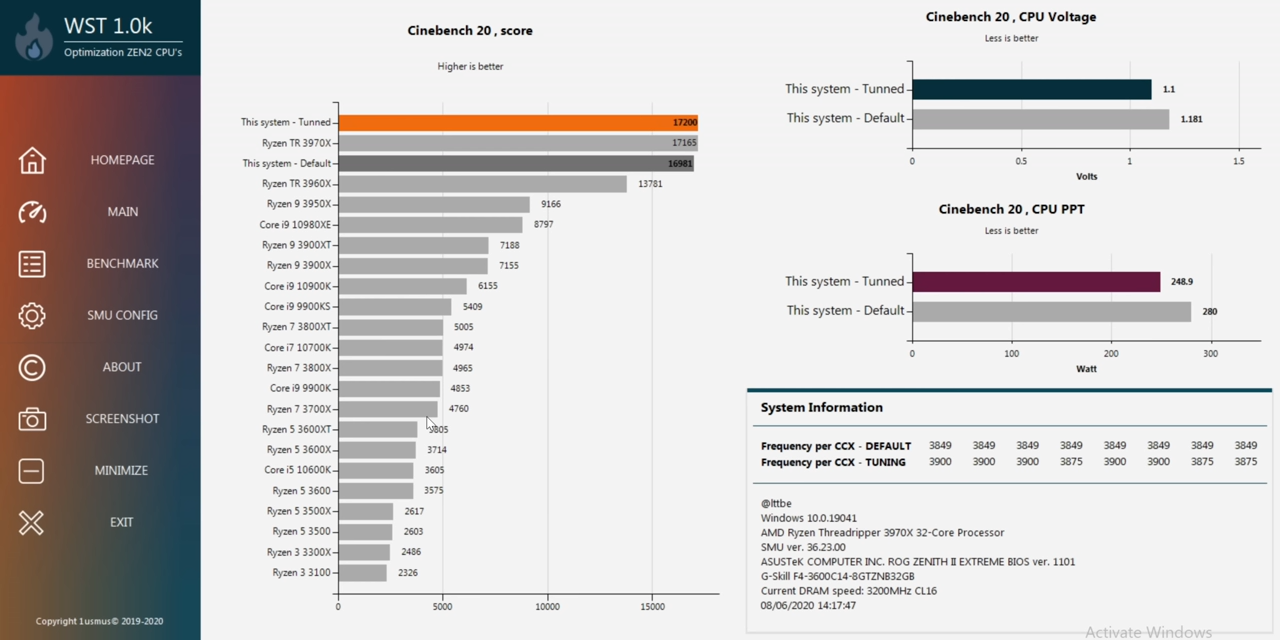 WST 1.0k
Optimization ZEN2 CPU's
HOMEPAGE
MAIN
BENCHMARK
SMU CONFIG
ABOUT
SCREENSHOT
MINIMIZE
EXIT
Copyright 1usmus© 2019-2020
Cinebench 20 , score
Higher is better
This system - Tunned 17200
Ryzen TR 3970X 17165
This system - Default 16981
Ryzen TR 3960X 13781
Ryzen 9 3950X 9166
Core i9 10980XE 8797
Ryzen 9 3900XT 7188
Ryzen 9 3900X 7155
Core i9 10900K 6155
Core i9 9900KS 5409
Ryzen 7 3800XT 5005
Core i7 10700K 4974
Ryzen 7 3800X 4965
Core i9 9900K 4853
Ryzen 7 3700X 4760
Ryzen 5 3600XT 3805
Ryzen 5 3600X 3714
Core i5 10600K 3605
Ryzen 5 3600 3575
Ryzen 5 3500X 2617
Ryzen 5 3500 2603
Ryzen 3 3300X 2486
Ryzen 3 3100 2326
0 5000 10000 15000
Cinebench 20 , CPU Voltage
Less is better
This system - Tunned 1.1
This system - Default 1.181
0 0.5 1 1.5
Volts
Cinebench 20 , CPU PPT
Less is better
This system - Tunned 248.9
This system - Default 280
0 100 200 300
Watt
System Information
Frequency per CCX - DEFAULT 3849 3849 3849 3849 3849 3849 3849 3849
Frequency per CCX - TUNING 3900 3900 3900 3875 3900 3900 3875 3875
@lttbe
Windows 10.0.19041
AMD Ryzen Threadripper 3970X 32-Core Processor
SMU ver. 36.23.00
ASUSTeK COMPUTER INC. ROG ZENITH II EXTREME BIOS ver. 1101
G-Skill F4-3600C14-8GTZNB32GB
Current DRAM speed: 3200MHz CL16
08/06/2020 14:17:47
Activate Windows